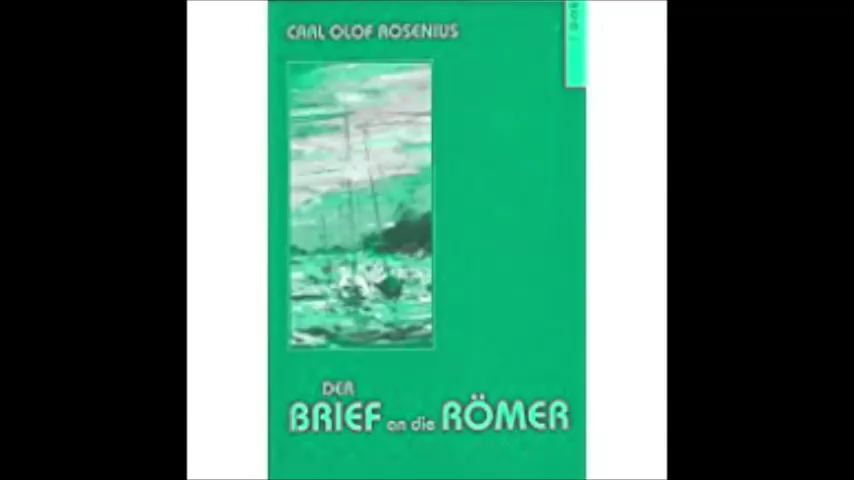 CARL OLOF ROSENIUS
DER
BRIEF an die RÖMER